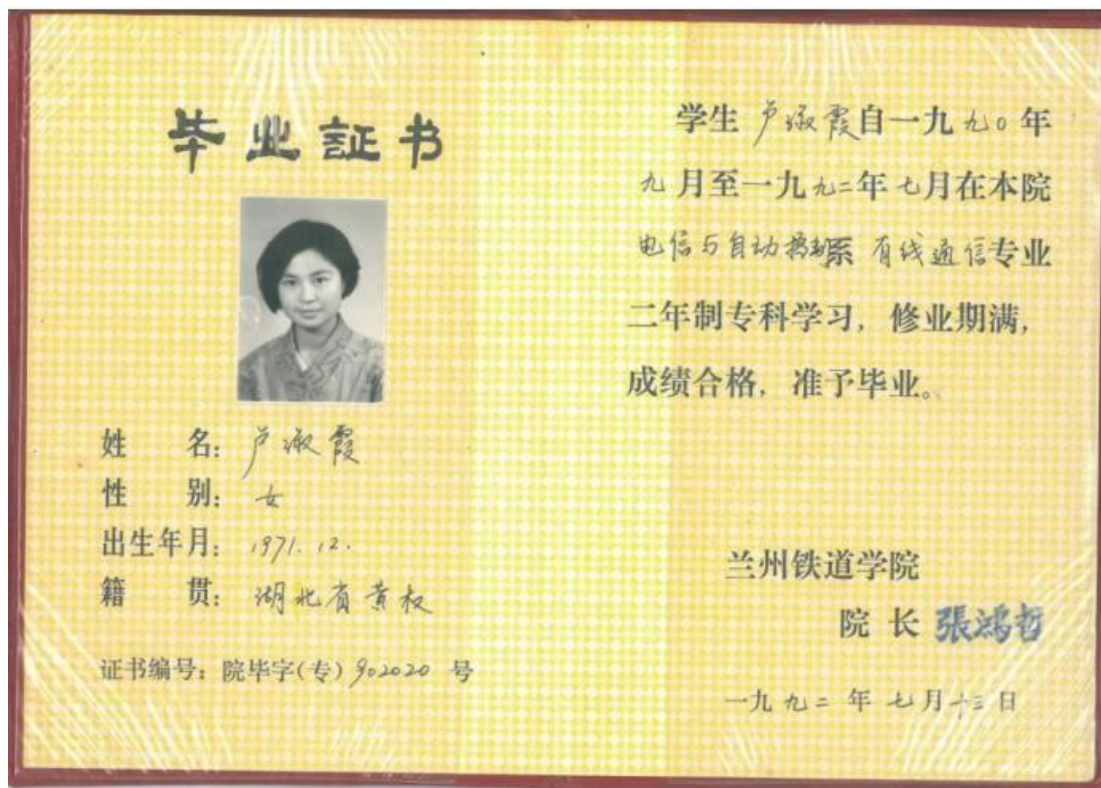 毕业証书
姓 名：卢淑霞
性 别：女
出生年月：1971.12.
籍 贯：湖北省黄
证书编号：院毕字(专)902020 号
学生 卢淑霞自一九九0年
九月至一九九二年七月在本院
电信与自动控制系 有线通信专业
二年制专科学习，修业期满，
成绩合格，准予毕业。
兰州铁道学院
院 长 張鴻哲
一九九二年七月十三日